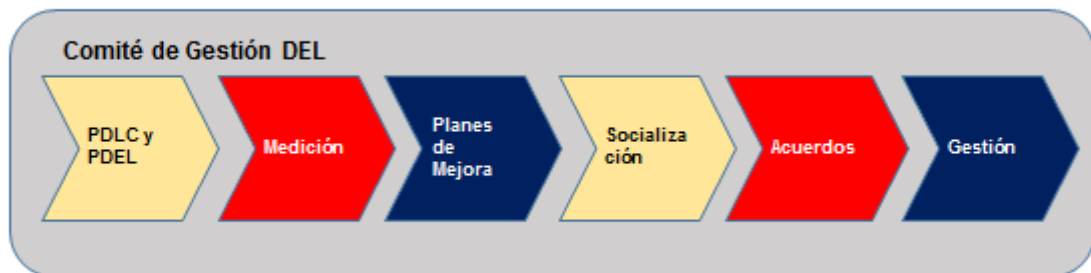 Comité de Gestión DEL
PDLC y
PDEL
Medición
Planes
de
Mejora
Socializa
ción
Acuerdos
Gestión